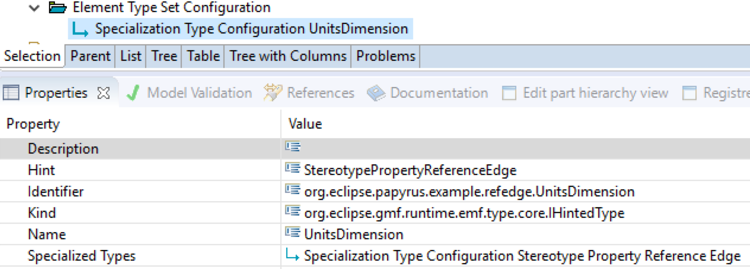 Element Type Set Configuration
Specialization Type Configuration UnitsDimension
Selection Parent List Tree Table Tree with Columns Problems
Properties Model Validation References Documentation Edit part hierarchy view Registre
Property Value
Description
Hint StereotypePropertyReferenceEdge
Identifier org.eclipse.papyrus.example.refedge.UnitsDimension
Kind org.eclipse.gmf.runtime.emf.type.core.IHintedType
Name UnitsDimension
Specialized Types Specialization Type Configuration Stereotype Property Reference Edge